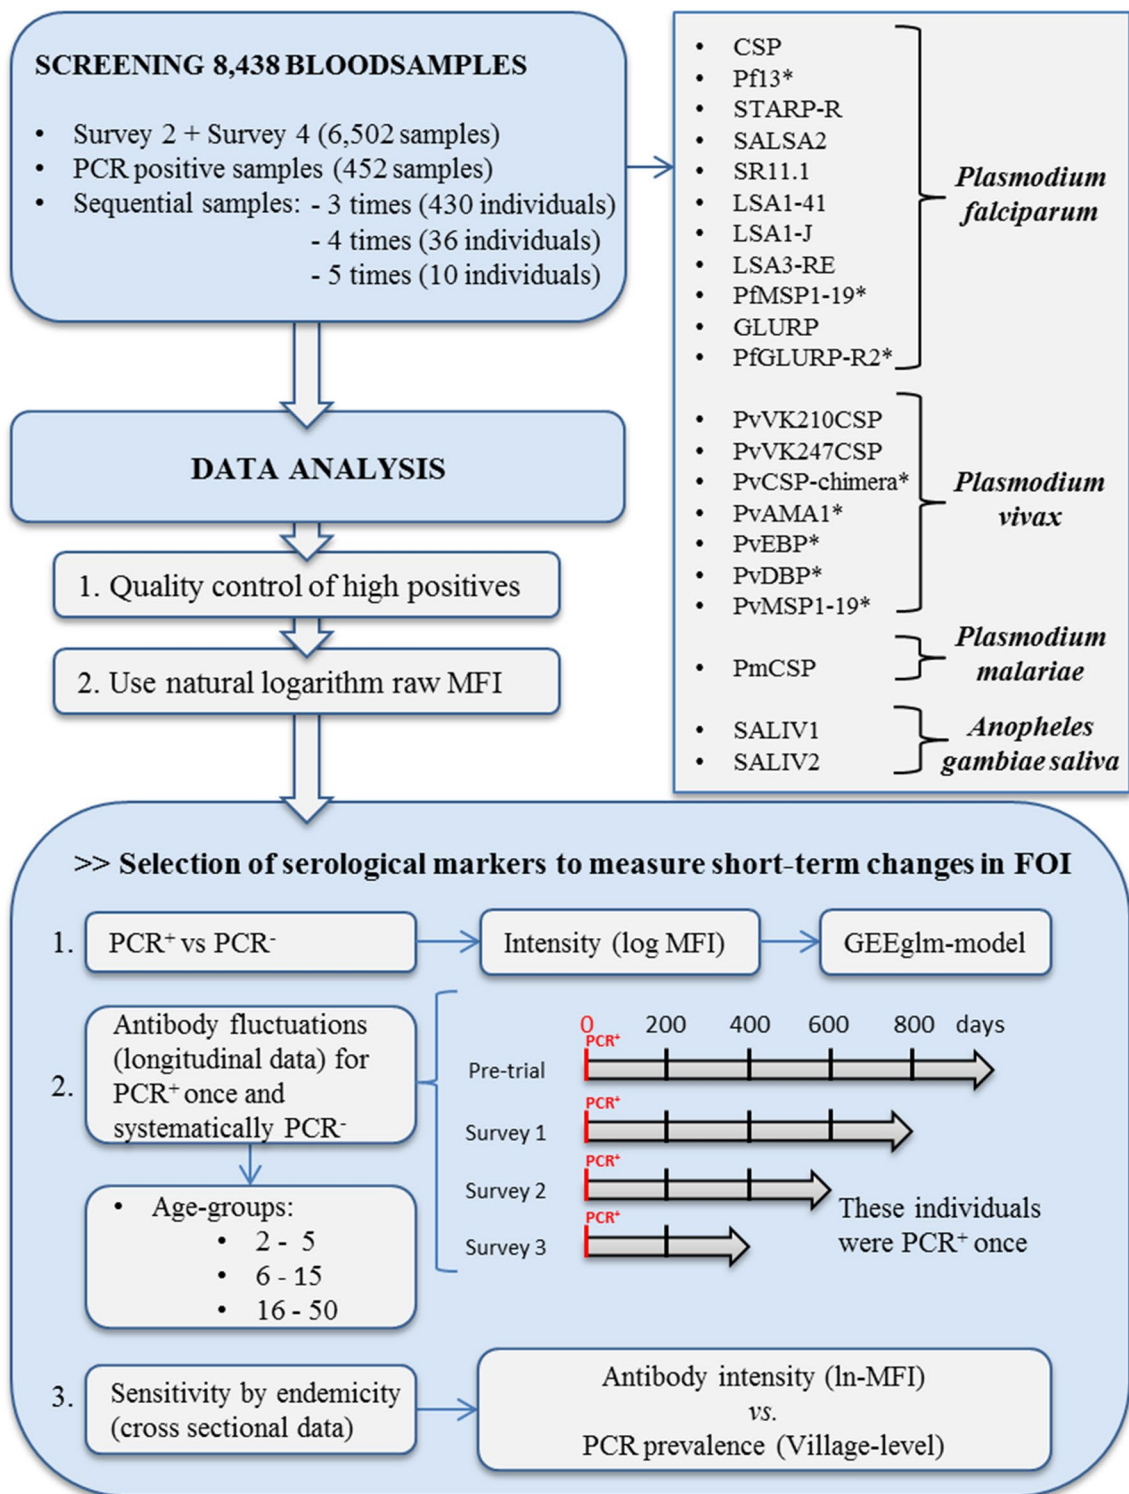 SCREENING 8,438 BLOODSAMPLES
• Survey 2 + Survey 4 (6,502 samples)
• PCR positive samples (452 samples)
• Sequential samples: - 3 times (430 individuals)
- 4 times (36 individuals)
- 5 times (10 individuals)
• CSP
• Pf13*
• STARP-R
• SALSA2
• SR11.1
• LSA1-41
• LSA1-J
• LSA3-RE
• PfMSP1-19*
• GLURP
• PfGLURP-R2*
Plasmodium
falciparum
• PvVK210CSP
• PvVK247CSP
• PvCSP-chimera*
• PvAMA1*
• PvEBP*
• PvDBP*
• PvMSP1-19*
Plasmodium
vivax
• PmCSP
Plasmodium
malariae
• SALIV1
• SALIV2
Anopheles
gambiae saliva
DATA ANALYSIS
1. Quality control of high positives
2. Use natural logarithm raw MFI
>> Selection of serological markers to measure short-term changes in FOI
1. PCR⁺ vs PCR⁻
Intensity (log MFI)
GEEglm-model
2.
Antibody fluctuations
(longitudinal data) for
PCR⁺ once and
systematically PCR⁻
• Age-groups:
• 2 - 5
• 6 - 15
• 16 - 50
0 200 400 600 800 days
PCR⁺
Pre-trial
PCR⁺
Survey 1
PCR⁺
Survey 2
PCR⁺
Survey 3
These individuals
were PCR⁺ once
3.
Sensitivity by endemicity
(cross sectional data)
Antibody intensity (ln-MFI)
vs.
PCR prevalence (Village-level)